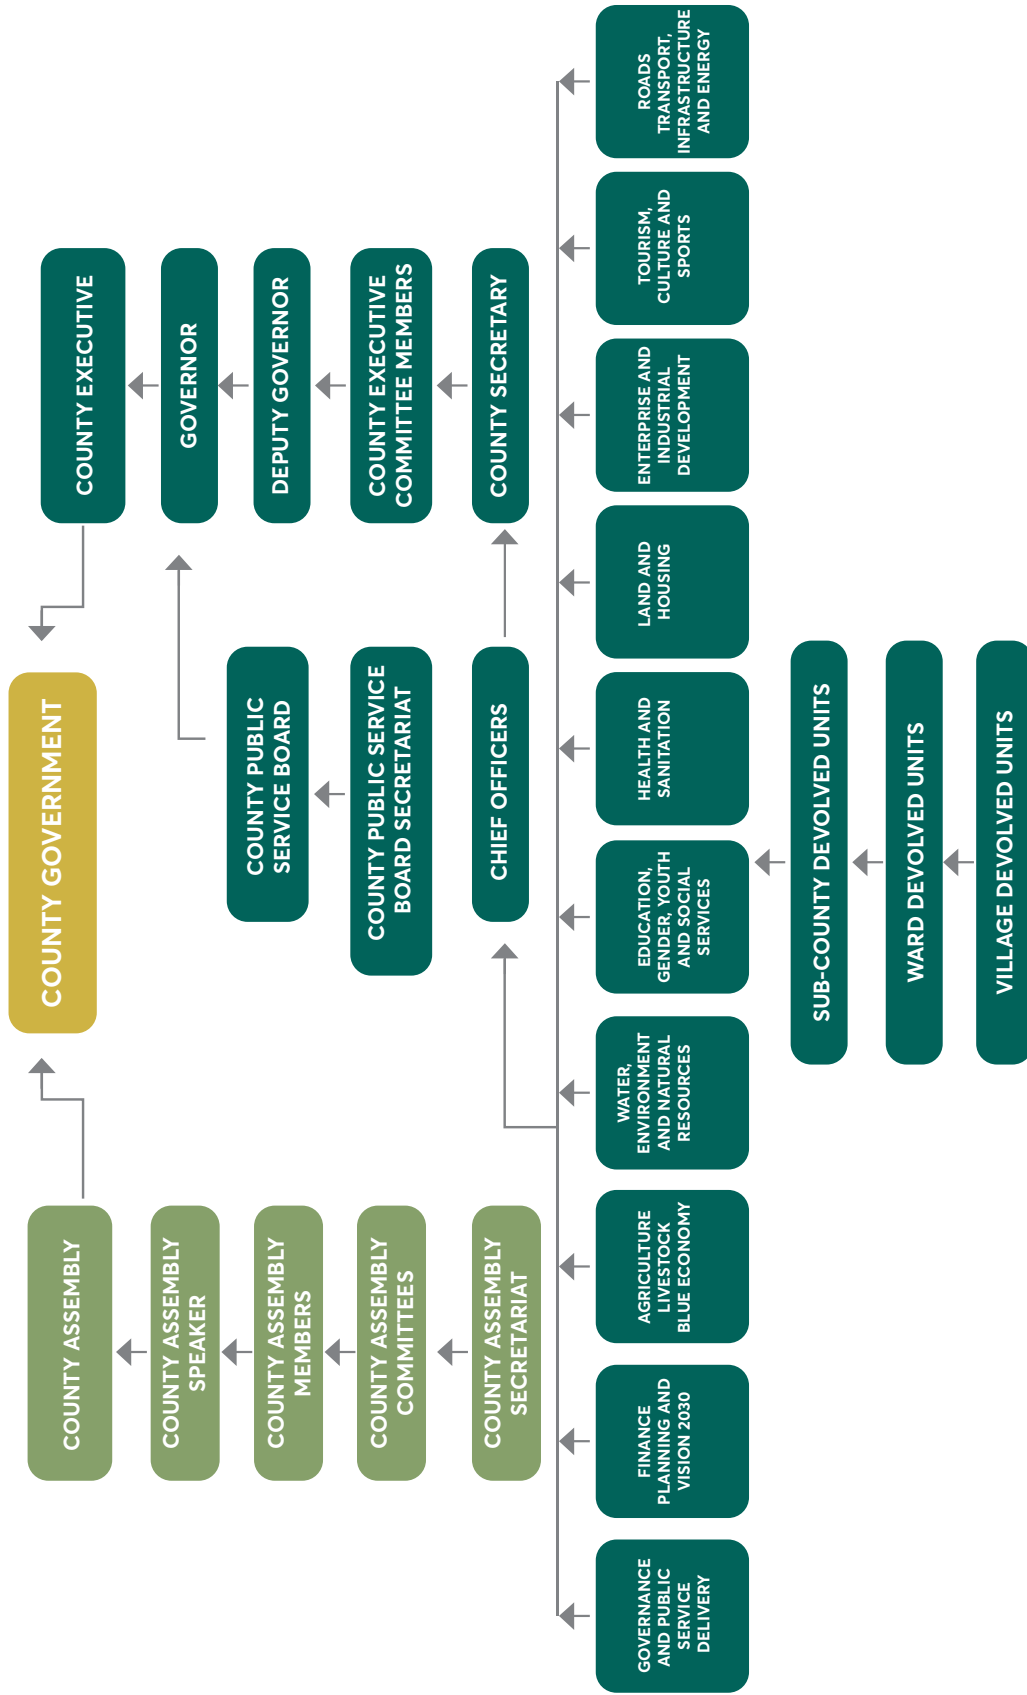 COUNTY GOVERNMENT
COUNTY ASSEMBLY
COUNTY ASSEMBLY
SPEAKER
COUNTY ASSEMBLY
MEMBERS
COUNTY ASSEMBLY
COMMITTEES
COUNTY ASSEMBLY
SECRETARIAT
COUNTY PUBLIC
SERVICE BOARD
COUNTY PUBLIC SERVICE
BOARD SECRETARIAT
CHIEF OFFICERS
COUNTY EXECUTIVE
GOVERNOR
DEPUTY GOVERNOR
COUNTY EXECUTIVE
COMMITTEE MEMBERS
COUNTY SECRETARY
GOVERNANCE
AND PUBLIC
SERVICE
DELIVERY
FINANCE
PLANNING AND
VISION 2030
AGRICULTURE
LIVESTOCK
BLUE ECONOMY
WATER,
ENVIRONMENT
AND NATURAL
RESOURCES
EDUCATION,
GENDER, YOUTH
AND SOCIAL
SERVICES
HEALTH AND
SANITATION
LAND AND
HOUSING
ENTERPRISE AND
INDUSTRIAL
DEVELOPMENT
TOURISM,
CULTURE AND
SPORTS
ROADS
TRANSPORT,
INFRASTRUCTURE
AND ENERGY
SUB-COUNTY DEVOLVED UNITS
WARD DEVOLVED UNITS
VILLAGE DEVOLVED UNITS